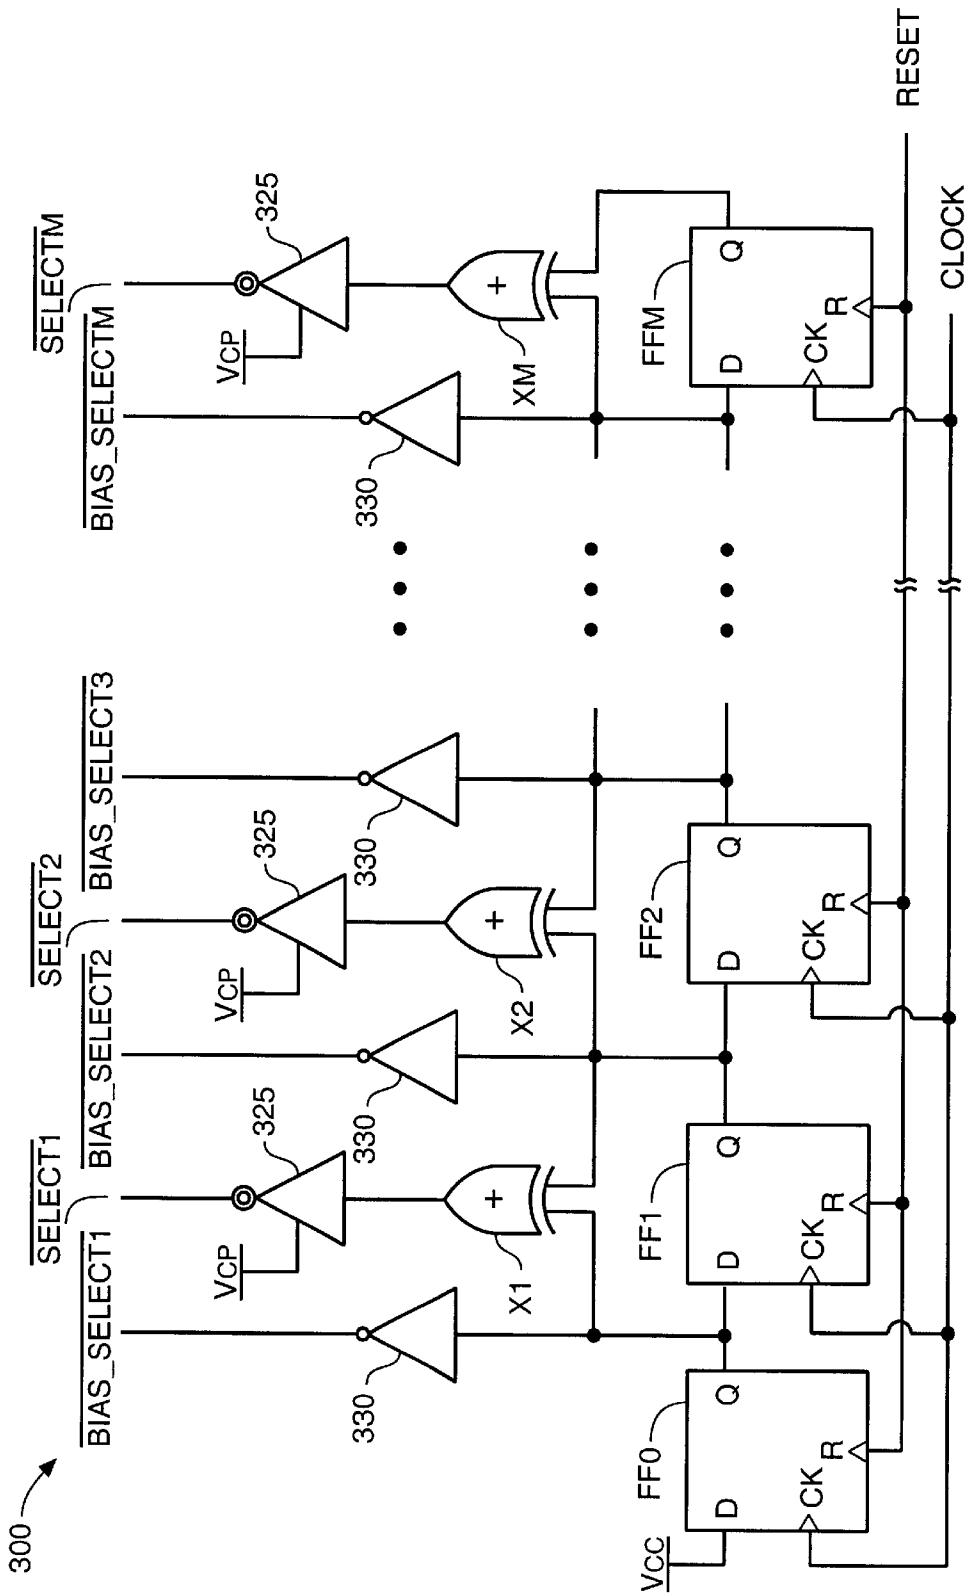 300
BIAS_SELECT1
SELECT1
BIAS_SELECT2
SELECT2
BIAS_SELECT3
BIAS_SELECTM
SELECTM
VCP
325
VCP
325
VCP
325
330
330
330
330
X1
+
X2
+
XM
+
VCC
FF0
D
Q
CK
R
FF1
D
Q
CK
R
FF2
D
Q
CK
R
FFM
D
Q
CK
R
RESET
CLOCK